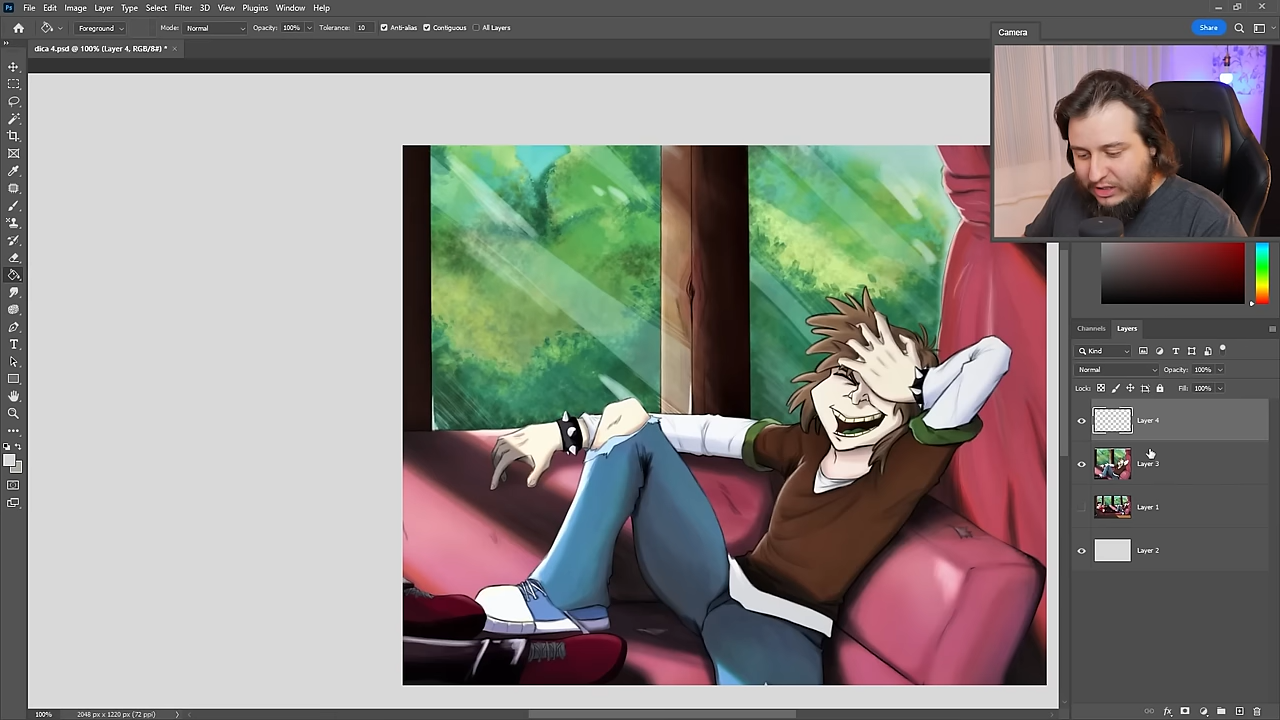 Ps File Edit Image Layer Type Select Filter 3D View Plugins Window Help
Foreground Mode: Normal Opacity: 100% Tolerance: 10 Anti-alias Contiguous All Layers
Share
Camera
dica 4.psd @ 100% (Layer 4, RGB/8#) *
Channels Layers
Kind
Normal Opacity: 100%
Lock: Fill: 100%
Layer 4
Layer 3
Layer 1
Layer 2
100% 2048 px x 1220 px (72 ppi)